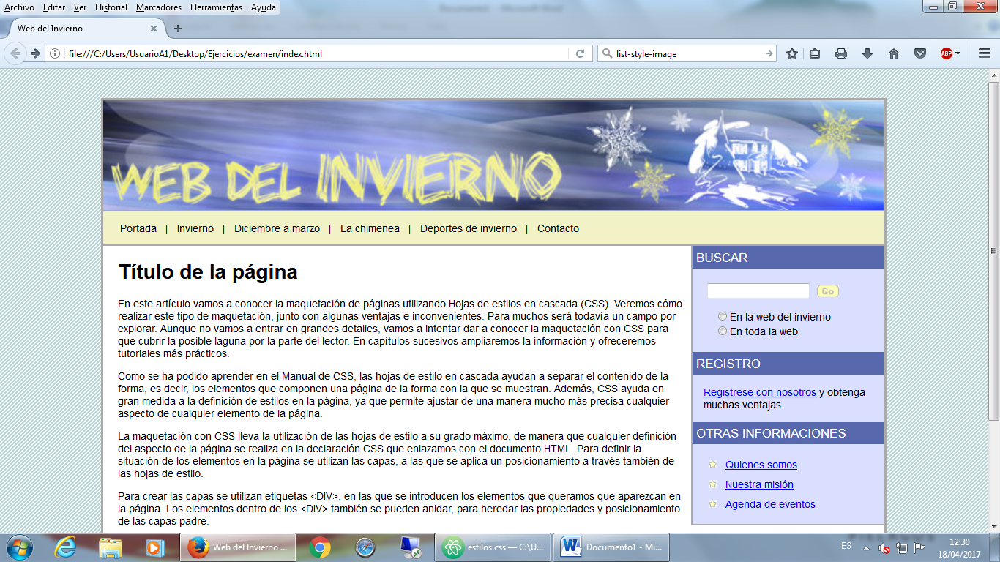 Archivo Editar Ver Historial Marcadores Herramientas Ayuda
Web del Invierno
file:///C:/Users/UsuarioA1/Desktop/Ejercicios/examen/index.html
list-style-image
ABP
WEB DEL INVIERNO
Portada | Invierno | Diciembre a marzo | La chimenea | Deportes de invierno | Contacto
Título de la página
En este artículo vamos a conocer la maquetación de páginas utilizando Hojas de estilos en cascada (CSS). Veremos cómo
realizar este tipo de maquetación, junto con algunas ventajas e inconvenientes. Para muchos será todavía un campo por
explorar. Aunque no vamos a entrar en grandes detalles, vamos a intentar dar a conocer la maquetación con CSS para
que cubrir la posible laguna por la parte del lector. En capítulos sucesivos ampliaremos la información y ofreceremos
tutoriales más prácticos.
Como se ha podido aprender en el Manual de CSS, las hojas de estilo en cascada ayudan a separar el contenido de la
forma, es decir, los elementos que componen una página de la forma con la que se muestran. Además, CSS ayuda en
gran medida a la definición de estilos en la página, ya que permite ajustar de una manera mucho más precisa cualquier
aspecto de cualquier elemento de la página.
La maquetación con CSS lleva la utilización de las hojas de estilo a su grado máximo, de manera que cualquier definición
del aspecto de la página se realiza en la declaración CSS que enlazamos con el documento HTML. Para definir la
situación de los elementos en la página se utilizan las capas, a las que se aplica un posicionamiento a través también de
las hojas de estilo.
Para crear las capas se utilizan etiquetas <DIV>, en las que se introducen los elementos que queramos que aparezcan en
la página. Los elementos dentro de los <DIV> también se pueden anidar, para heredar las propiedades y posicionamiento
de las capas padre.
BUSCAR
Go
En la web del invierno
En toda la web
REGISTRO
Registrese con nosotros y obtenga
muchas ventajas.
OTRAS INFORMACIONES
Quienes somos
Nuestra misión
Agenda de eventos
Web del Invierno ...
estilos.css — C:\U...
Documento1 - Mi...
ES
12:30
18/04/2017